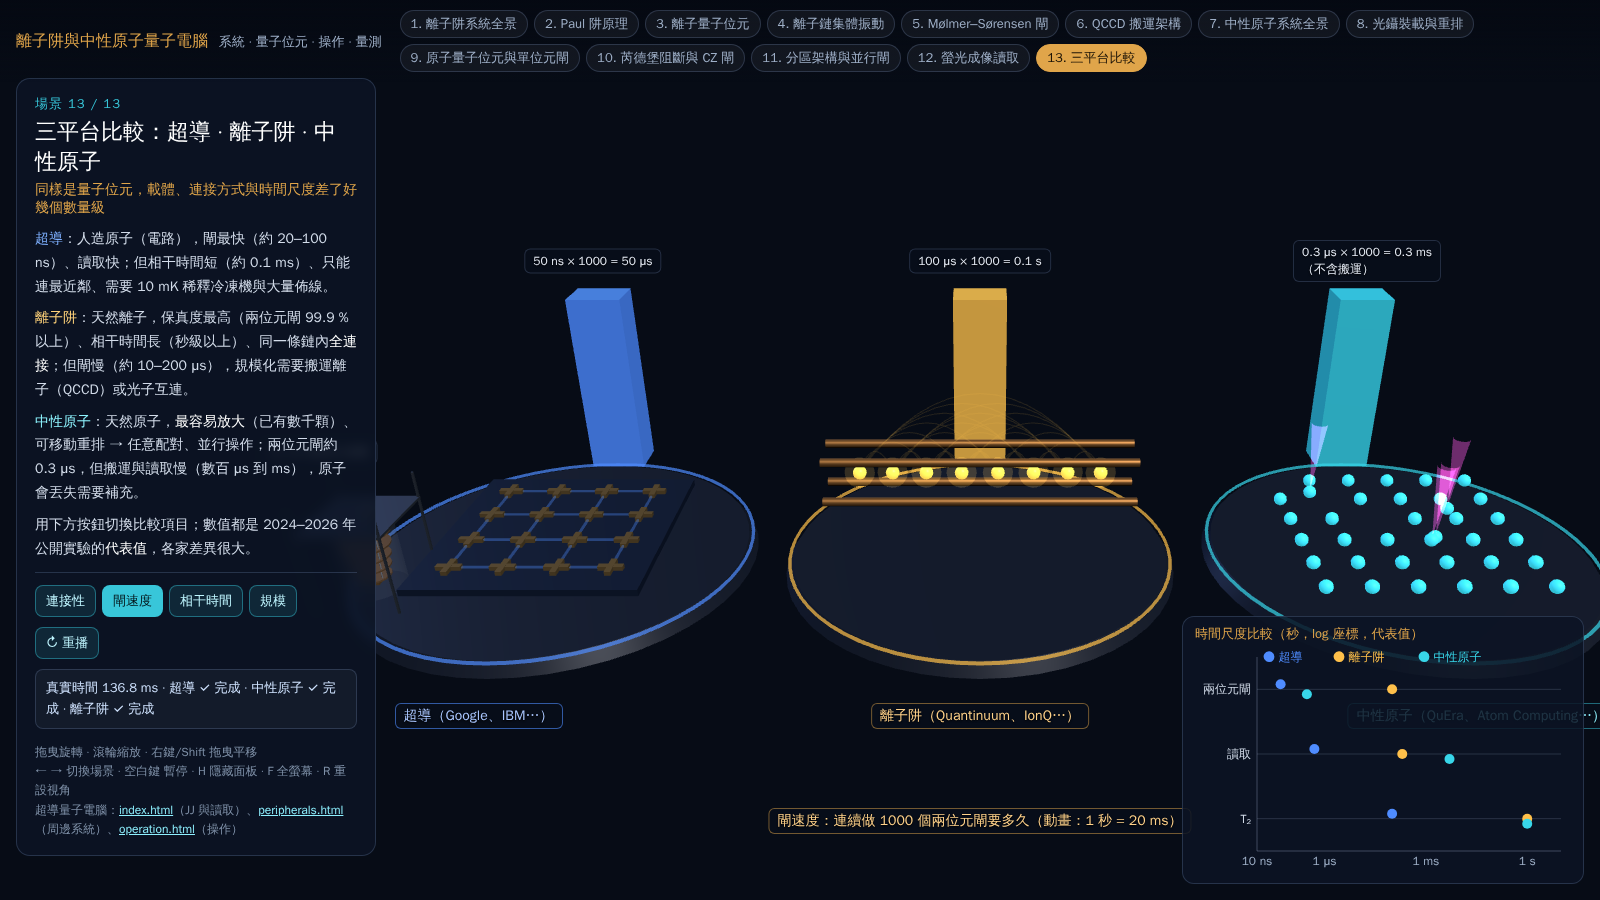 離子阱與中性原子量子電腦
系統 · 量子位元 · 操作 · 量測
1. 離子阱系統全景
2. Paul 阱原理
3. 離子量子位元
4. 離子鏈集體振動
5. Mølmer–Sørensen 閘
6. QCCD 搬運架構
7. 中性原子系統全景
8. 光鑷裝載與重排
9. 原子量子位元與單位元閘
10. 芮德堡阻斷與 CZ 閘
11. 分區架構與並行閘
12. 螢光成像讀取
13. 三平台比較
場景 13 / 13
三平台比較：超導 · 離子阱 · 中
性原子
同樣是量子位元，載體、連接方式與時間尺度差了好
幾個數量級
超導：人造原子（電路），閘最快（約 20–100
ns）、讀取快；但相干時間短（約 0.1 ms）、只能
連最近鄰、需要 10 mK 稀釋冷凍機與大量佈線。
離子阱：天然離子，保真度最高（兩位元閘 99.9 %
以上）、相干時間長（秒級以上）、同一條鏈內全連
接；但閘慢（約 10–200 µs），規模化需要搬運離
子（QCCD）或光子互連。
中性原子：天然原子，最容易放大（已有數千顆）、
可移動重排 → 任意配對、並行操作；兩位元閘約
0.3 µs，但搬運與讀取慢（數百 µs 到 ms），原子
會丟失需要補充。
用下方按鈕切換比較項目；數值都是 2024–2026 年
公開實驗的代表值，各家差異很大。
連接性
閘速度
相干時間
規模
↻ 重播
真實時間 136.8 ms · 超導 ✓ 完成 · 中性原子 ✓ 完
成 · 離子阱 ✓ 完成
拖曳旋轉 · 滾輪縮放 · 右鍵/Shift 拖曳平移
← → 切換場景 · 空白鍵 暫停 · H 隱藏面板 · F 全螢幕 · R 重
設視角
超導量子電腦：index.html（JJ 與讀取）、peripherals.html
（周邊系統）、operation.html（操作）
50 ns × 1000 = 50 µs
100 µs × 1000 = 0.1 s
0.3 µs × 1000 = 0.3 ms
（不含搬運）
超導（Google、IBM⋯）
離子阱（Quantinuum、IonQ⋯）
中性原子（QuEra、Atom Computing⋯）
閘速度：連續做 1000 個兩位元閘要多久（動畫：1 秒 = 20 ms）
時間尺度比較（秒，log 座標，代表值）
超導
離子阱
中性原子
兩位元閘
讀取
T₂
10 ns
1 µs
1 ms
1 s